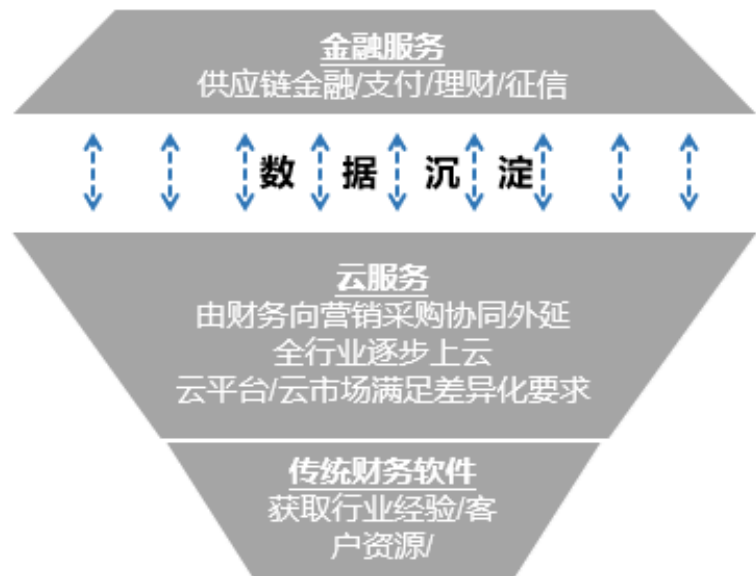 金融服务
供应链金融/支付/理财/征信
数据沉淀
云服务
由财务向营销采购协同外延
全行业逐步上云
云平台/云市场满足差异化要求
传统财务软件
获取行业经验/客
户资源/